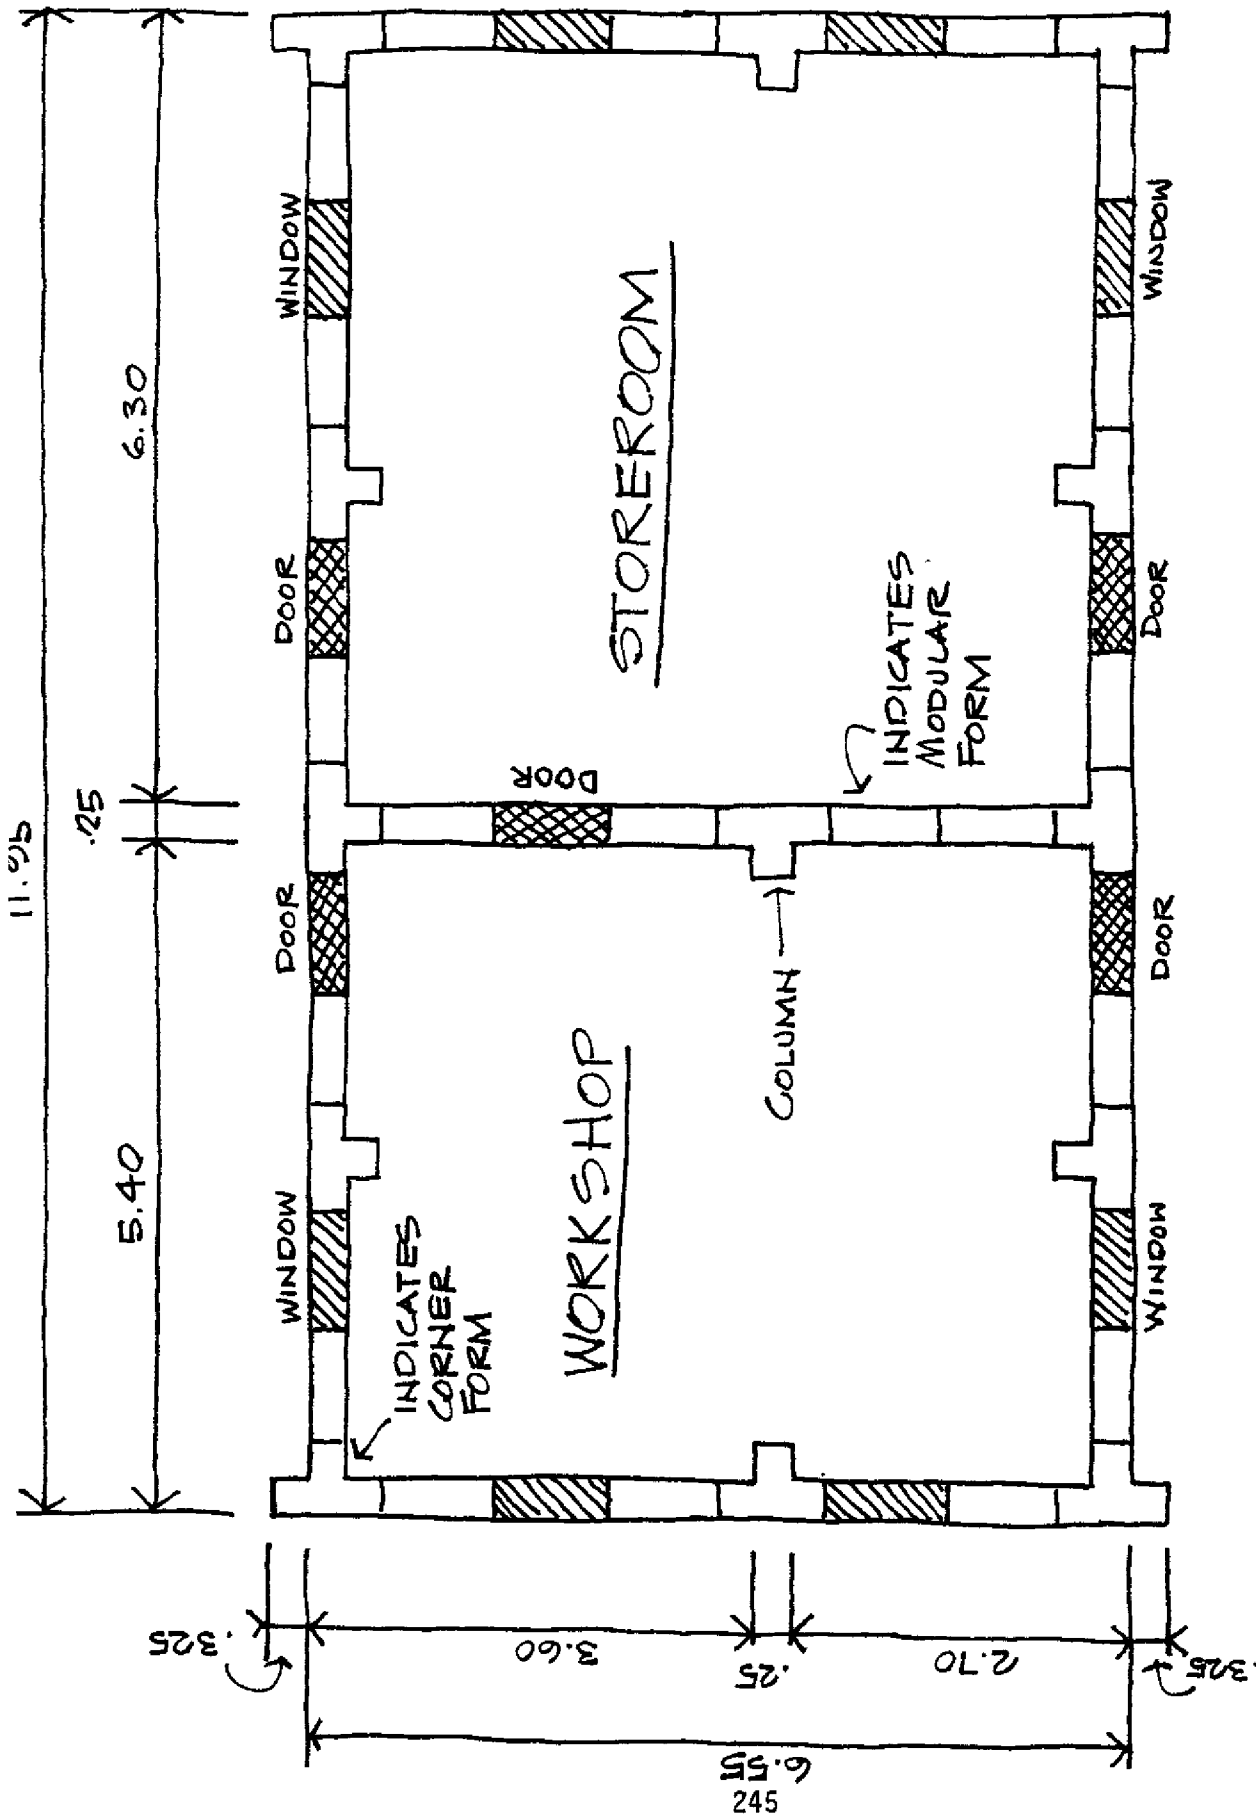 11.95
6.30
.25
5.40
WINDOW
DOOR
DOOR
WINDOW
STOREROOM
DOOR
INDICATES
MODULAR
FORM
WORKSHOP
COLUMN
INDICATES
CORNER
FORM
WINDOW
DOOR
DOOR
WINDOW
.325
3.60
.25
2.70
.325
6.55
245